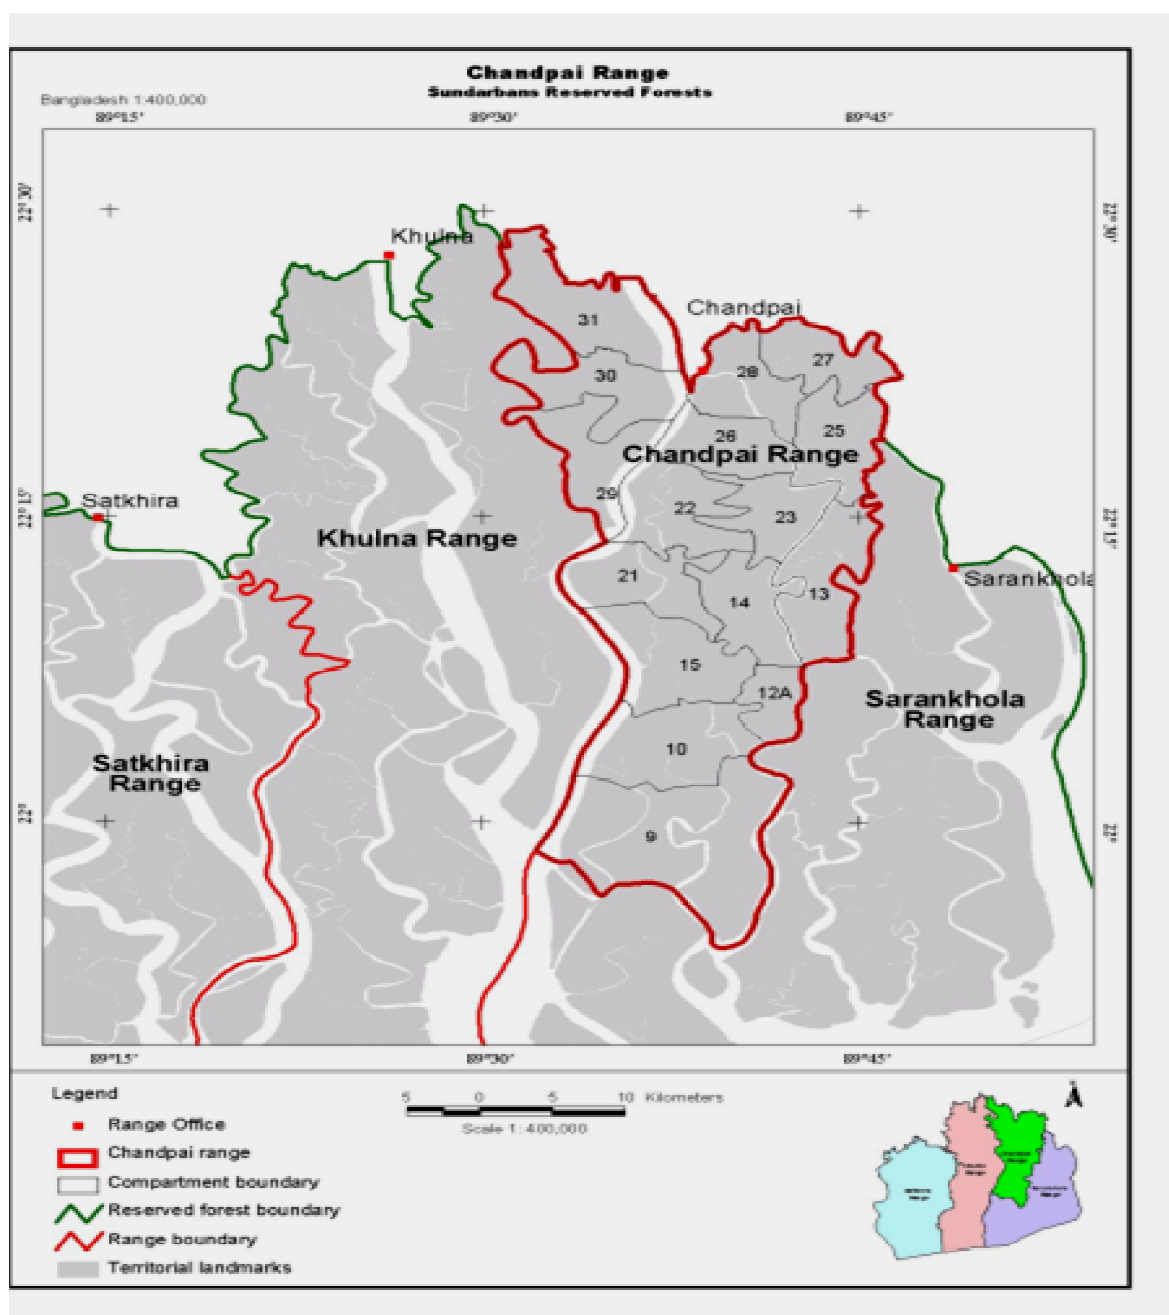 Chandpai Range
Sundarbans Reserved Forests
Bangladesh 1:400,000
89°15'
89°30'
89°45'
22°30'
22°30'
Khulna
Chandpai
31
27
28
30
25
26
Chandpai Range
29
22°15'
Satkhira
22
23
22°15'
Khulna Range
Sarankhola
21
13
14
15
12A
Sarankhola
Range
10
Satkhira
Range
22°
22°
9
89°15'
89°30'
89°45'
Legend
Range Office
Chandpai range
Compartment boundary
Reserved forest boundary
Range boundary
Territorial landmarks
5 0 5 10 Kilometers
Scale 1:400,000